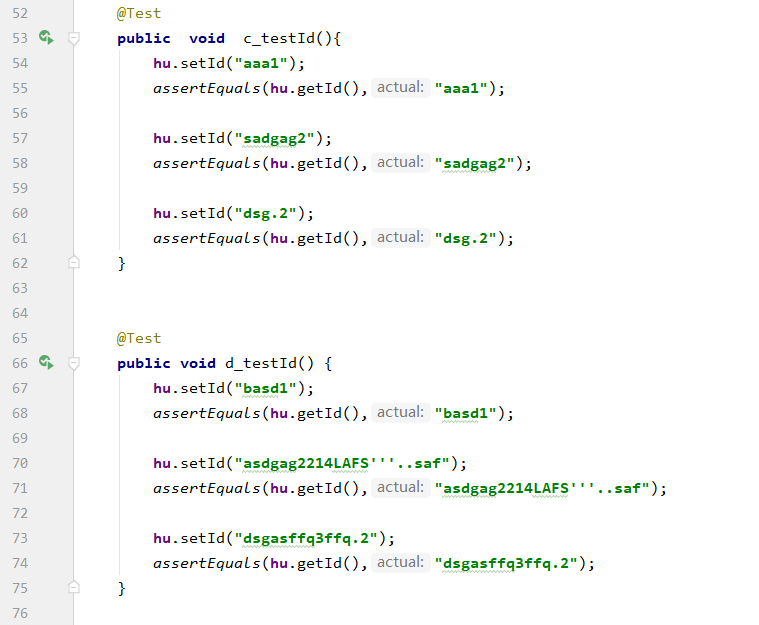 52 @Test
53 public void c_testId(){
54 hu.setId("aaa1");
55 assertEquals(hu.getId(), actual: "aaa1");
56
57 hu.setId("sadgag2");
58 assertEquals(hu.getId(), actual: "sadgag2");
59
60 hu.setId("dsg.2");
61 assertEquals(hu.getId(), actual: "dsg.2");
62 }
63
64
65 @Test
66 public void d_testId() {
67 hu.setId("basd1");
68 assertEquals(hu.getId(), actual: "basd1");
69
70 hu.setId("asdgag2214LAFS'''..saf");
71 assertEquals(hu.getId(), actual: "asdgag2214LAFS'''..saf");
72
73 hu.setId("dsgasffq3ffq.2");
74 assertEquals(hu.getId(), actual: "dsgasffq3ffq.2");
75 }
76